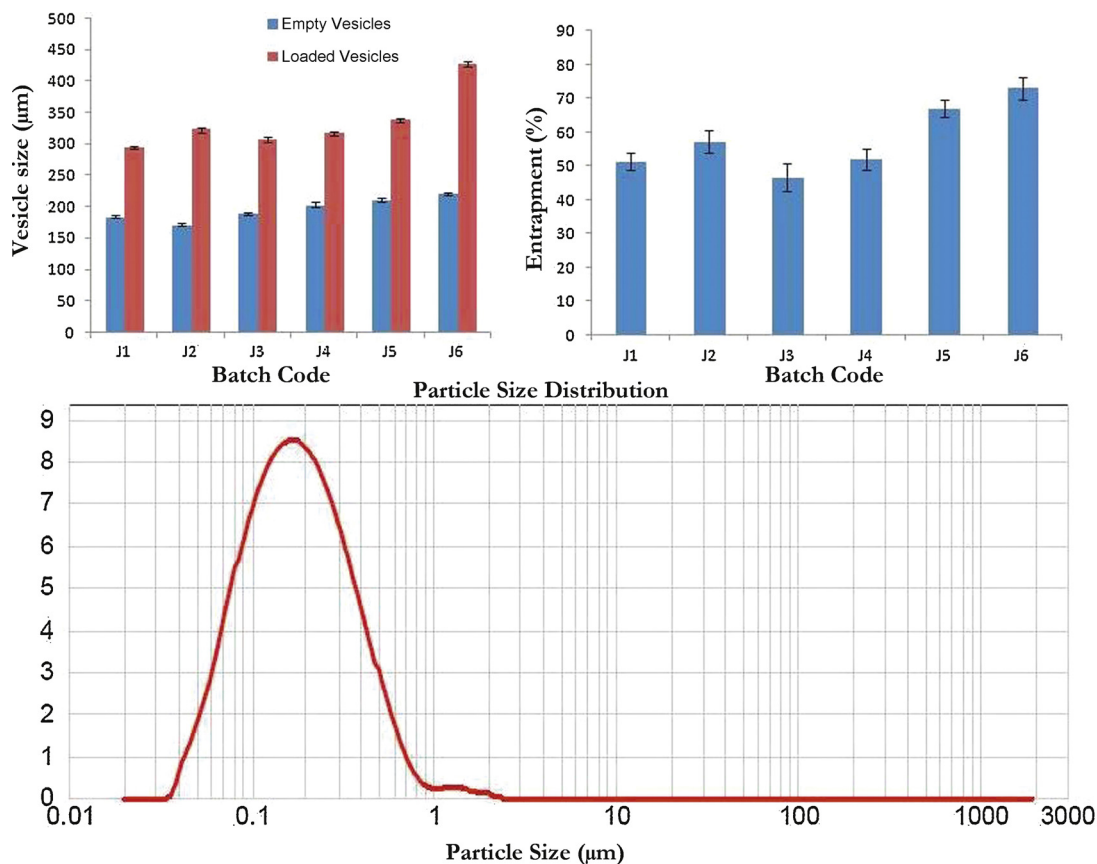 500
450
400
350
300
250
200
150
100
50
0
Vesicle size (µm)
Empty Vesicles
Loaded Vesicles
J1 J2 J3 J4 J5 J6
Batch Code
90
80
70
60
50
40
30
20
10
0
Entrapment (%)
J1 J2 J3 J4 J5 J6
Batch Code
Particle Size Distribution
9
8
7
6
5
4
3
2
1
0
0.01 0.1 1 10 100 1000 3000
Particle Size (µm)